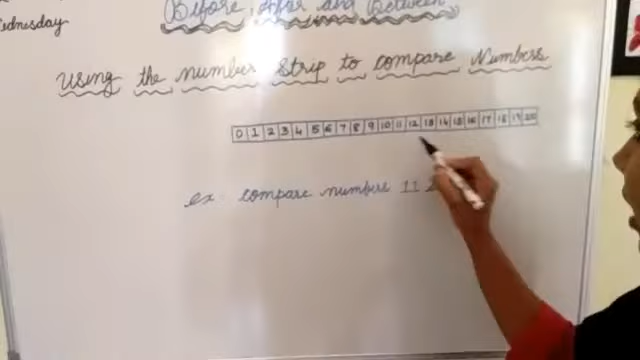 Wednesday
Before, After and Between
Using the number Strip to compare Numbers
0 1 2 3 4 5 6 7 8 9 10 11 12 13 14 15 16 17 18 19 20
ex compare numbers 11